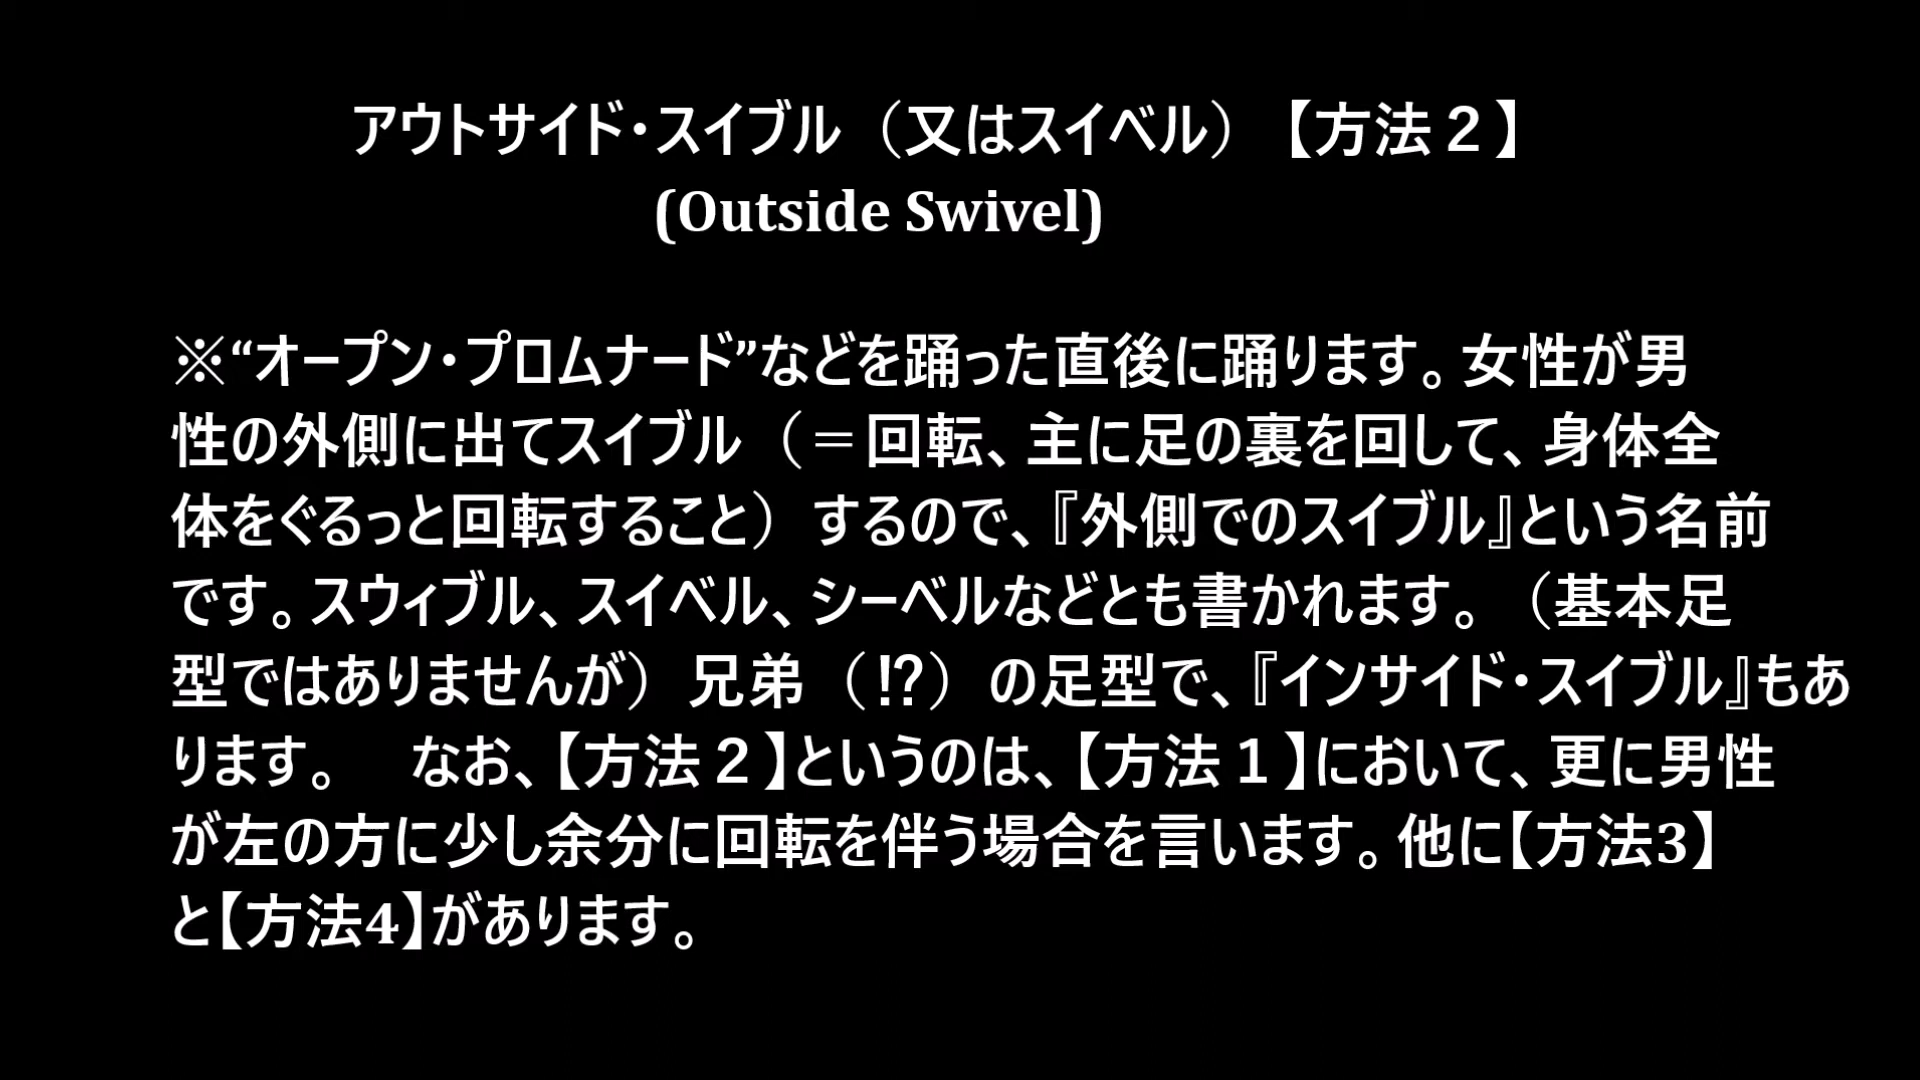 アウトサイド・スイブル（又はスイベル）【方法２】
(Outside Swivel)
※“オープン・プロムナード”などを踊った直後に踊ります。女性が男
性の外側に出てスイブル（＝回転、主に足の裏を回して、身体全
体をぐるっと回転すること）するので、『外側でのスイブル』という名前
です。スウィブル、スイベル、シーベルなどとも書かれます。（基本足
型ではありませんが）兄弟（⁉）の足型で、『インサイド・スイブル』もあ
ります。　なお、【方法２】というのは、【方法１】において、更に男性
が左の方に少し余分に回転を伴う場合を言います。他に【方法3】
と【方法4】があります。